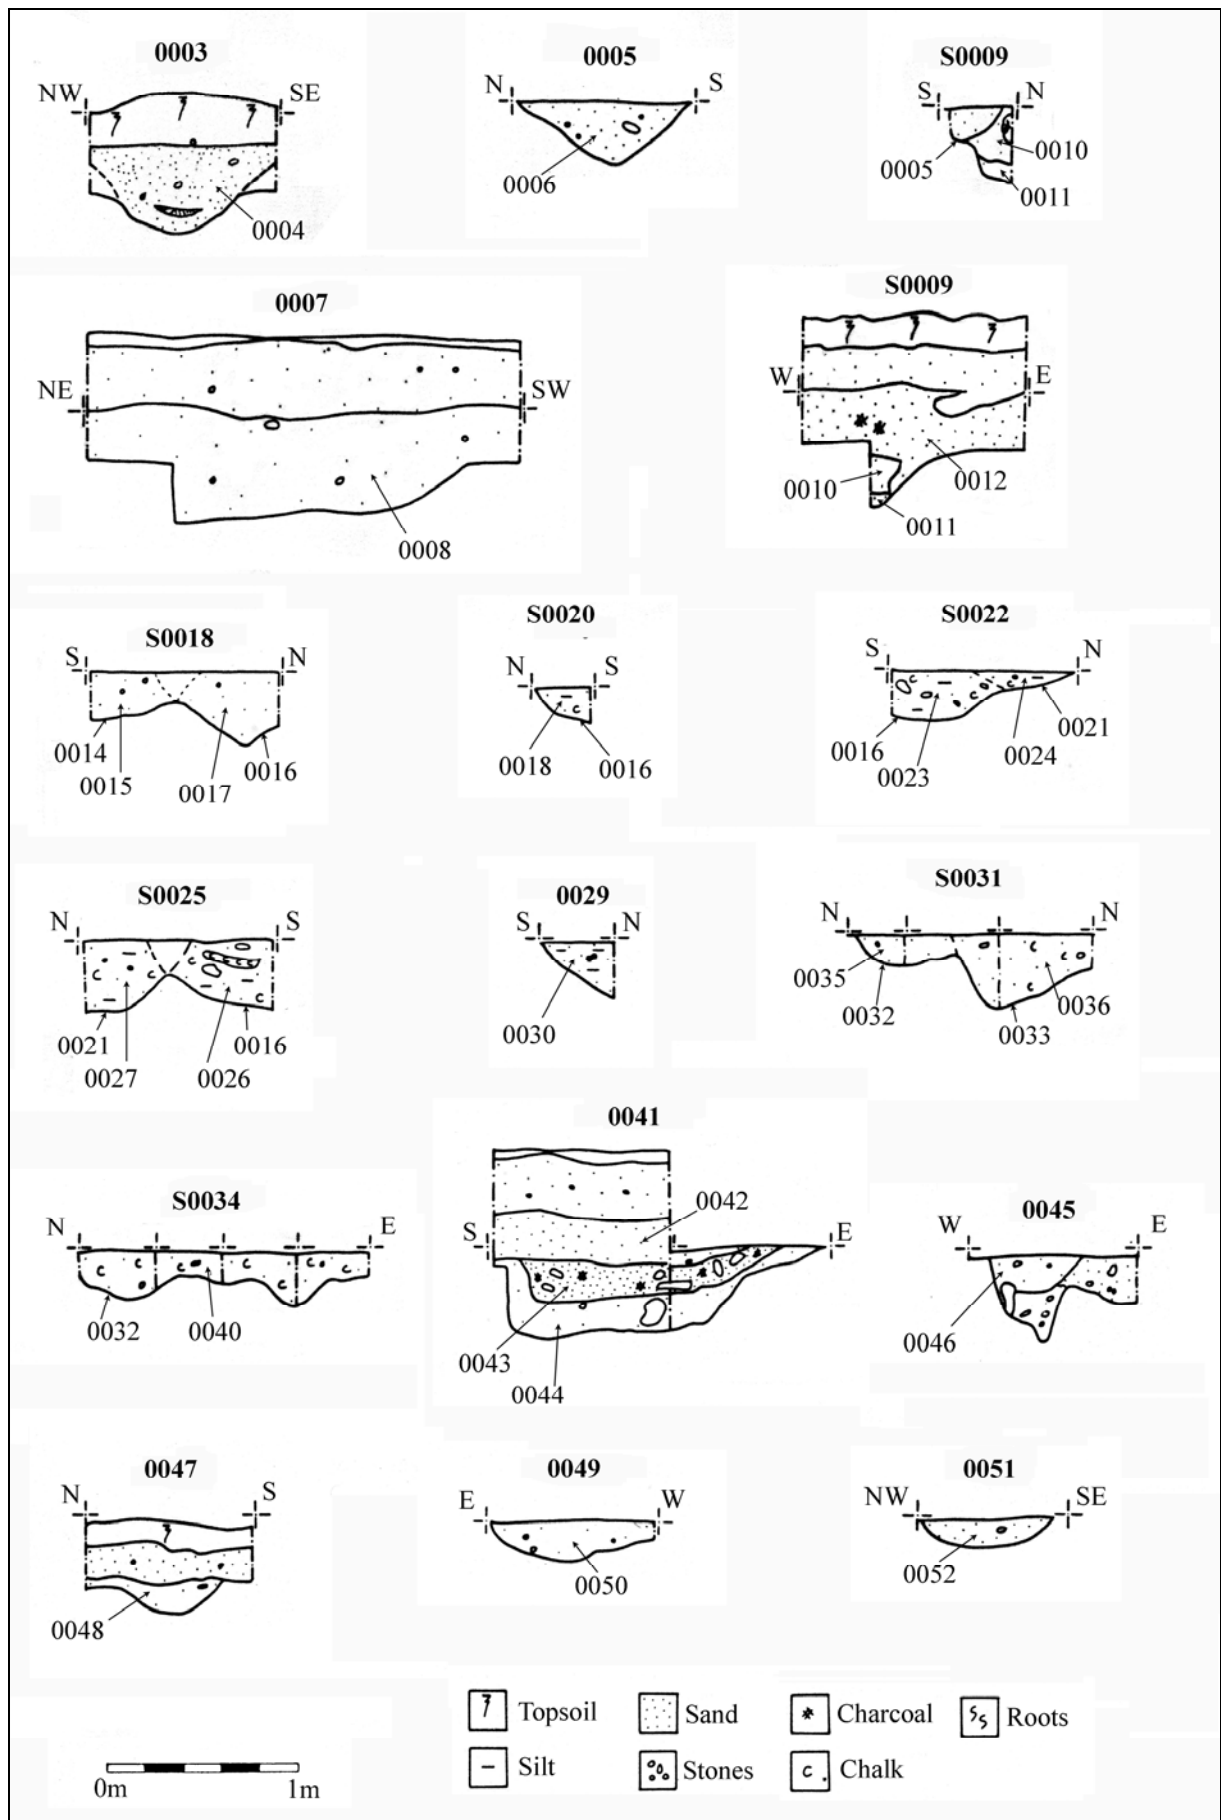 0003
NW SE
0004
0005
N S
0006
S0009
S N
0005
0010
0011
0007
NE SW
0008
S0009
W E
0010
0012
0011
S0018
S N
0014
0015
0017
0016
S0020
N S
0018
0016
S0022
S N
0016
0023
0024
0021
S0025
N S
0021
0027
0026
0016
0029
S N
0030
S0031
N N
0035
0032
0033
0036
S0034
N E
0032
0040
0041
0042
S E
0043
0044
0045
W E
0046
0047
N S
0048
0049
E W
0050
0051
NW SE
0052
Topsoil Sand Charcoal Roots
Silt Stones Chalk
0m 1m